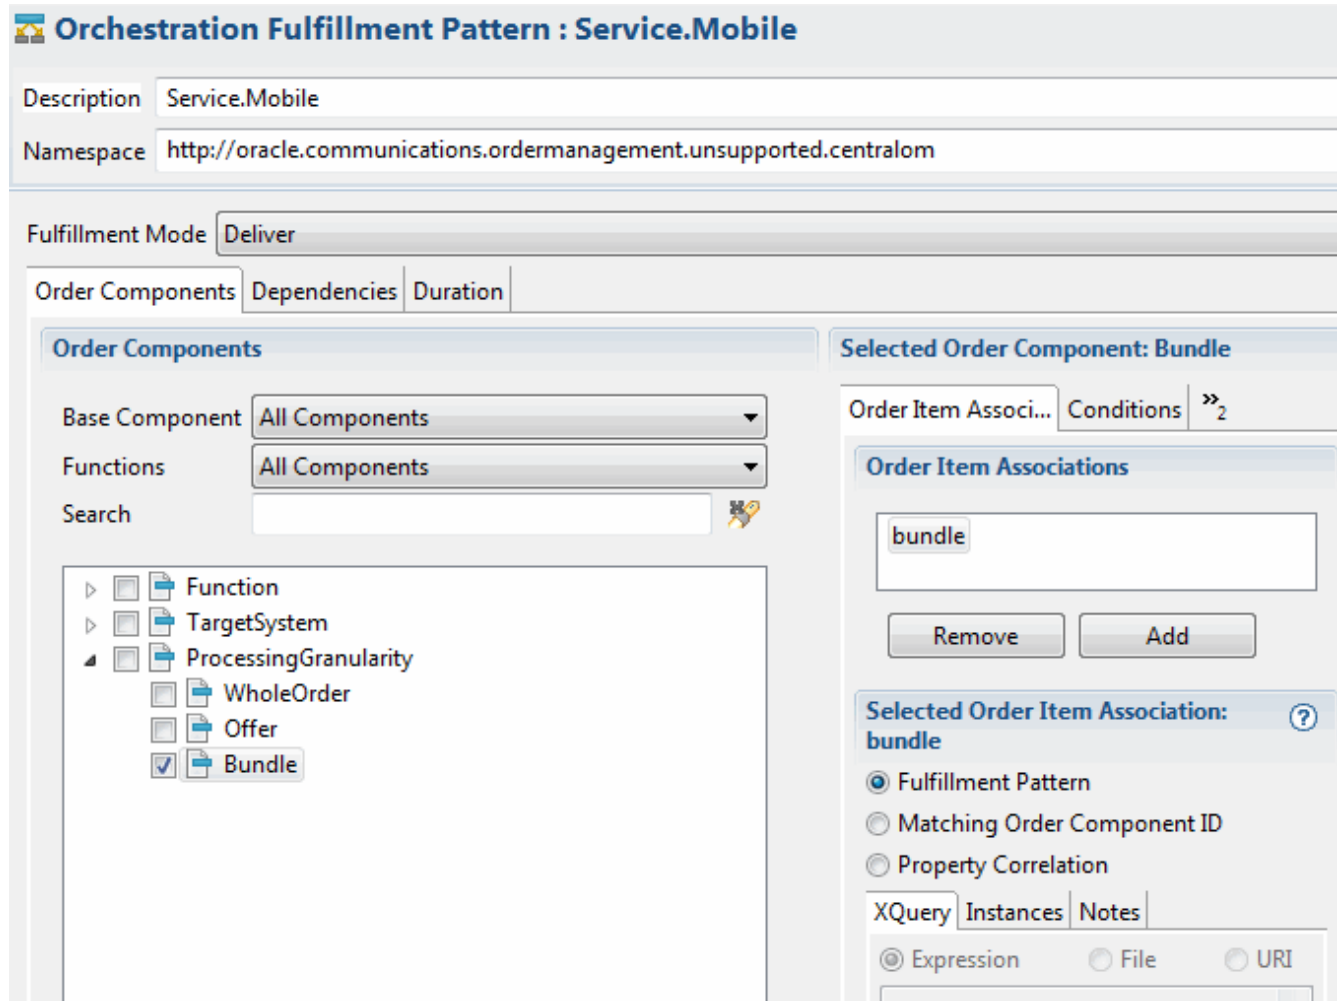 Orchestration Fulfillment Pattern : Service.Mobile
Description Service.Mobile
Namespace http://oracle.communications.ordermanagement.unsupported.centralom
Fulfillment Mode Deliver
Order Components Dependencies Duration
Order Components
Base Component All Components
Functions All Components
Search
Function
TargetSystem
ProcessingGranularity
WholeOrder
Offer
Bundle
Selected Order Component: Bundle
Order Item Associ... Conditions »2
Order Item Associations
bundle
Remove Add
Selected Order Item Association:
bundle
?
Fulfillment Pattern
Matching Order Component ID
Property Correlation
XQuery Instances Notes
Expression File URI